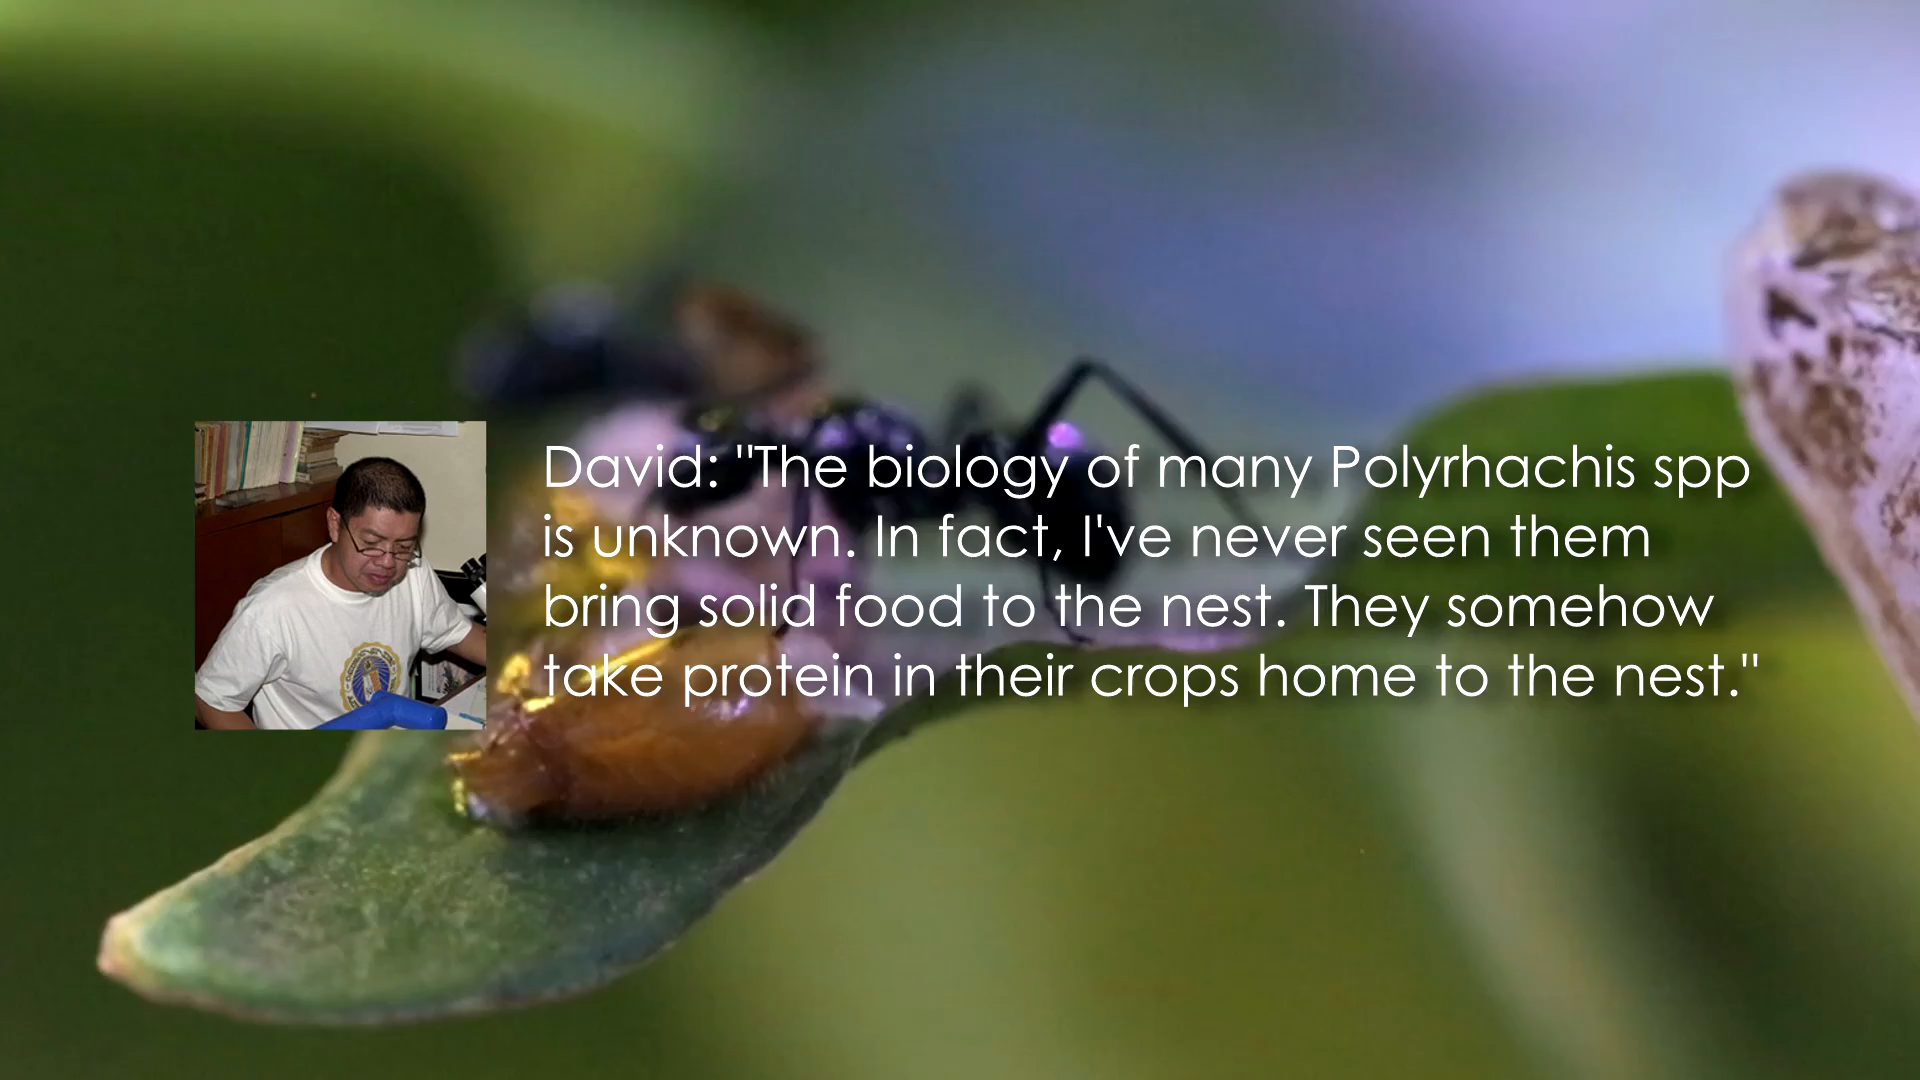 David: "The biology of many Polyrhachis spp
is unknown. In fact, I've never seen them
bring solid food to the nest. They somehow
take protein in their crops home to the nest."